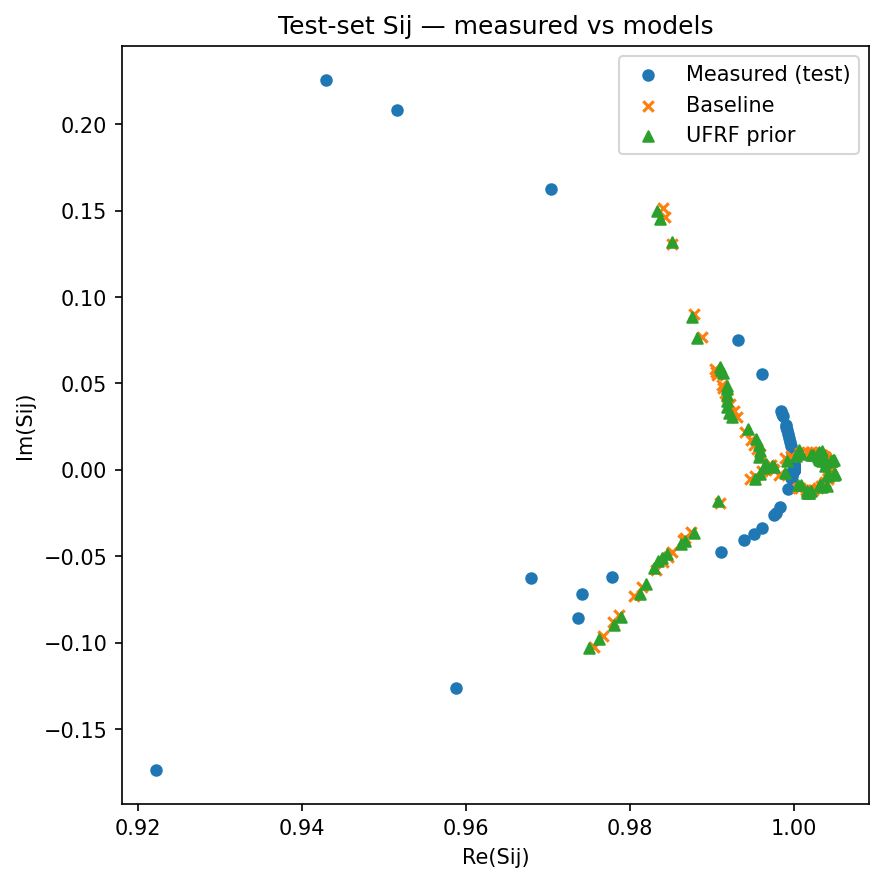 Test-set Sij — measured vs models
Measured (test)
Baseline
UFRF prior
0.20
0.15
0.10
0.05
0.00
−0.05
−0.10
−0.15
Im(Sij)
0.92
0.94
0.96
0.98
1.00
Re(Sij)